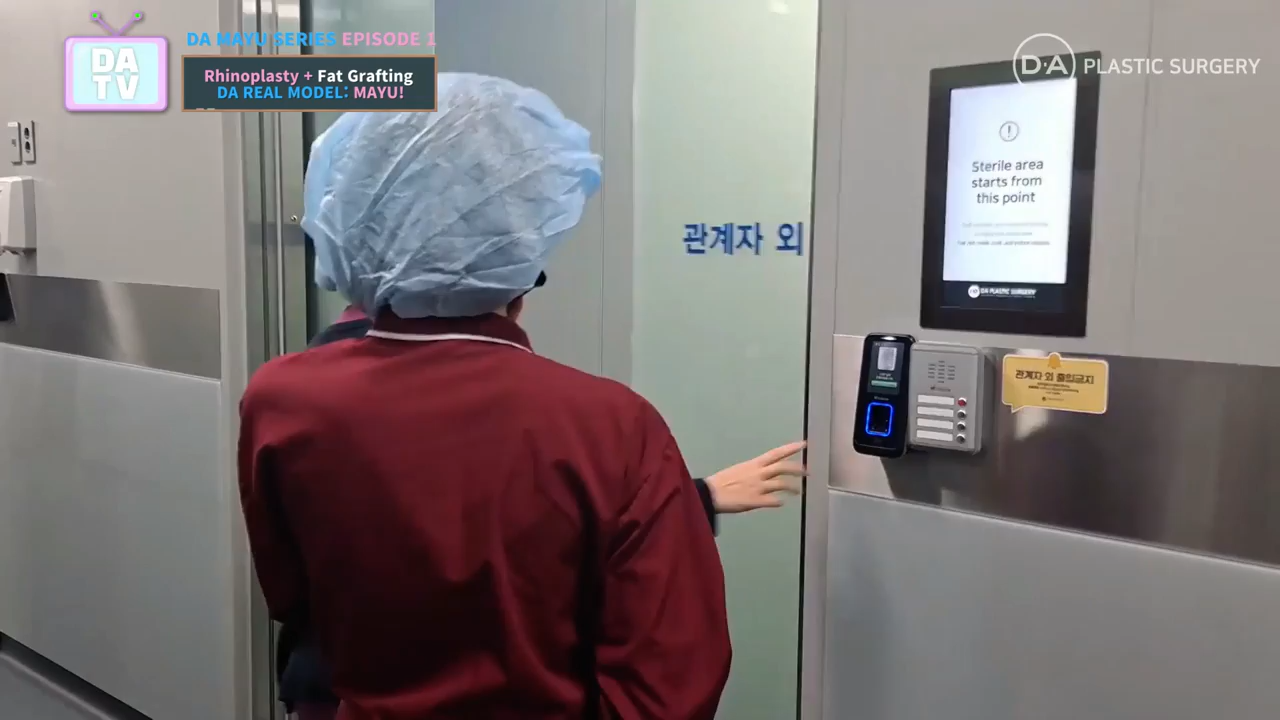 DA TV
DA MAYU SERIES EPISODE 1
Rhinoplasty + Fat Grafting
DA REAL MODEL: MAYU!
D·A PLASTIC SURGERY
관계자 외
Sterile area
starts from
this point
DA PLASTIC SURGERY
관계자 외 출입금지